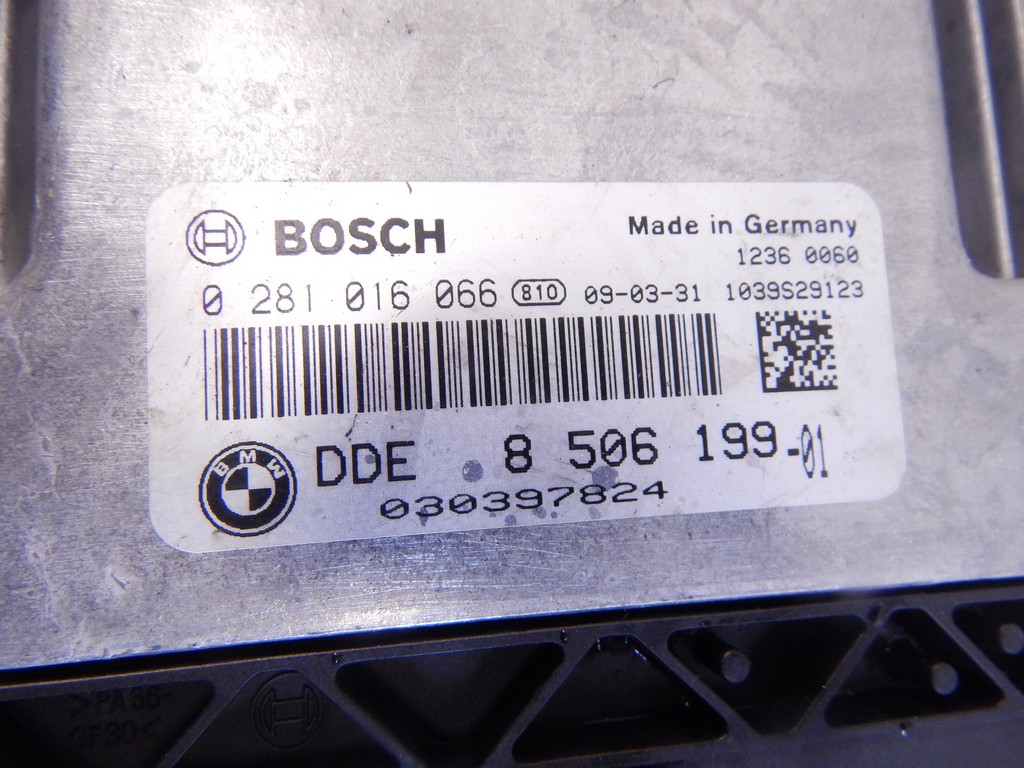 BOSCH
Made in Germany
1236 0060
0 281 016 066 810 09-03-31 1039S29123
BMW
DDE 8 506 199-01
030397824
>PA66-
GF30<